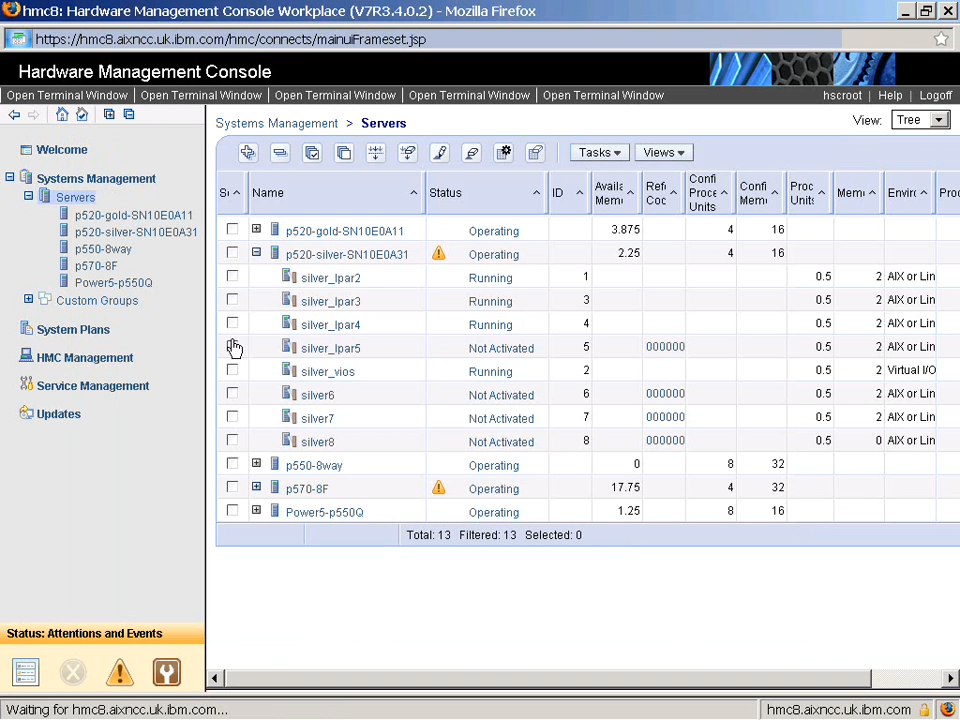 hmc8: Hardware Management Console Workplace (V7R3.4.0.2) - Mozilla Firefox
https://hmc8.aixncc.uk.ibm.com/hmc/connects/mainuiFrameset.jsp
Hardware Management Console
Open Terminal Window | Open Terminal Window | Open Terminal Window | Open Terminal Window | Open Terminal Window
hscroot | Help | Logoff
Welcome
Systems Management
Servers
p520-gold-SN10E0A11
p520-silver-SN10E0A31
p550-8way
p570-8F
Power5-p550Q
Custom Groups
System Plans
HMC Management
Service Management
Updates
Status: Attentions and Events
Systems Management > Servers
View: Tree
Tasks Views
Name Status ID Memo Confi Proce Units Confi Memo Proc Units Memo Enviro Proc
p520-gold-SN10E0A11 Operating 3.875 4 16
p520-silver-SN10E0A31 Operating 2.25 4 16
silver_lpar2 Running 1 0.5 2 AIX or Lin
silver_lpar3 Running 3 0.5 2 AIX or Lin
silver_lpar4 Running 4 0.5 2 AIX or Lin
silver_lpar5 Not Activated 5 000000 0.5 2 AIX or Lin
silver_vios Running 2 0.5 2 Virtual I/O
silver6 Not Activated 6 000000 0.5 2 AIX or Lin
silver7 Not Activated 7 000000 0.5 2 AIX or Lin
silver8 Not Activated 8 000000 0.5 0 AIX or Lin
p550-8way Operating 0 8 32
p570-8F Operating 17.75 4 32
Power5-p550Q Operating 1.25 8 16
Total: 13 Filtered: 13 Selected: 0
Waiting for hmc8.aixncc.uk.ibm.com...
hmc8.aixncc.uk.ibm.com